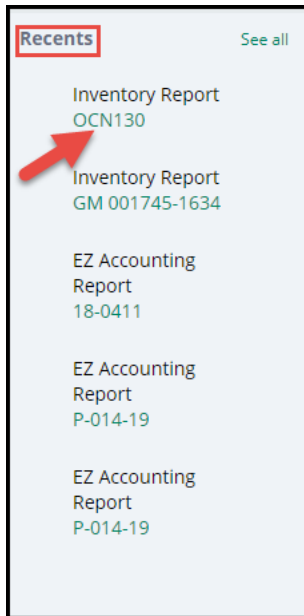 Recents See all
Inventory Report
OCN130
Inventory Report
GM 001745-1634
EZ Accounting
Report
18-0411
EZ Accounting
Report
P-014-19
EZ Accounting
Report
P-014-19